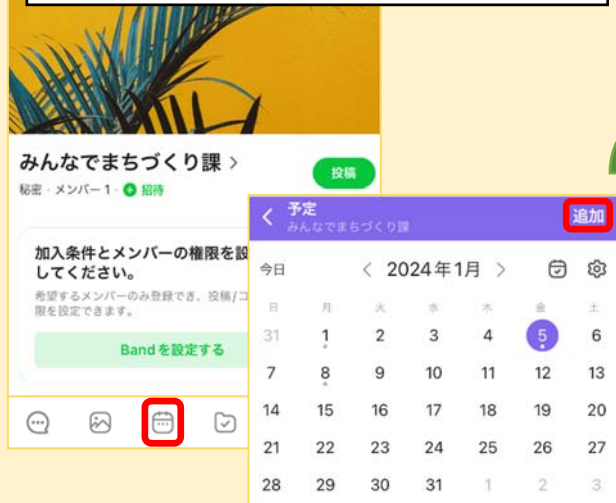 みんなでまちづくり課 >
投稿
秘密・メンバー 1・ 招待
加入条件とメンバーの権限を設
してください。
希望するメンバーのみ登録でき、投稿/コ
限を設定できます。
Bandを設定する
予定
みんなでまちづくり課
追加
今日
< 2024年1月 >
日 月 火 水 木 金 土
31 1 2 3 4 5 6
7 8 9 10 11 12 13
14 15 16 17 18 19 20
21 22 23 24 25 26 27
28 29 30 31 1 2 3